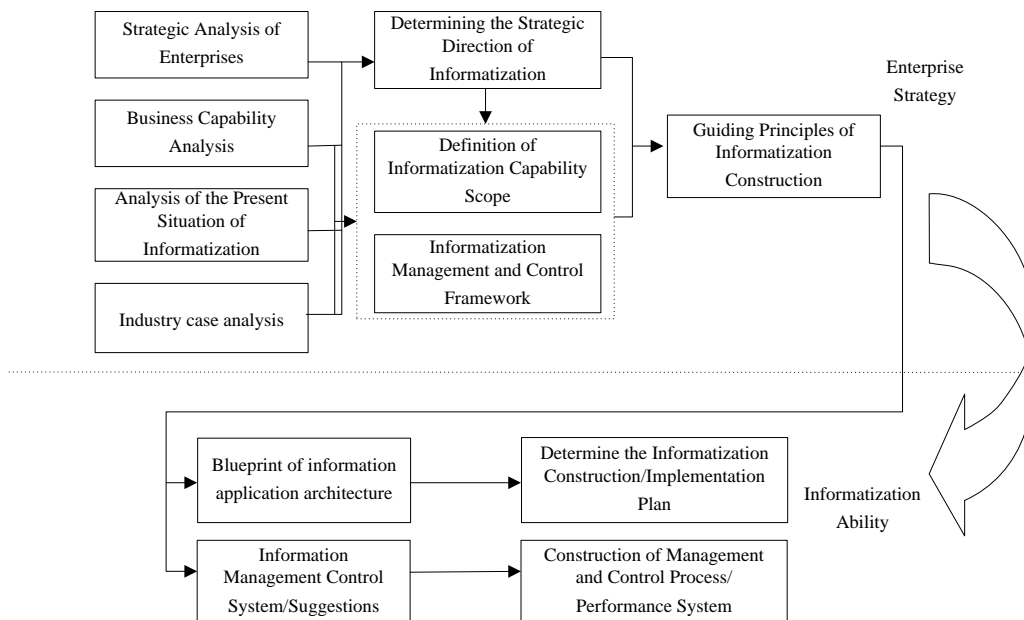 Strategic Analysis of
Enterprises
Business Capability
Analysis
Analysis of the Present
Situation of
Informatization
Industry case analysis
Determining the Strategic
Direction of
Informatization
Definition of
Informatization Capability
Scope
Informatization
Management and Control
Framework
Guiding Principles of
Informatization
Construction
Enterprise
Strategy
Blueprint of information
application architecture
Determine the Informatization
Construction/Implementation
Plan
Information
Management Control
System/Suggestions
Construction of Management
and Control Process/
Performance System
Informatization
Ability